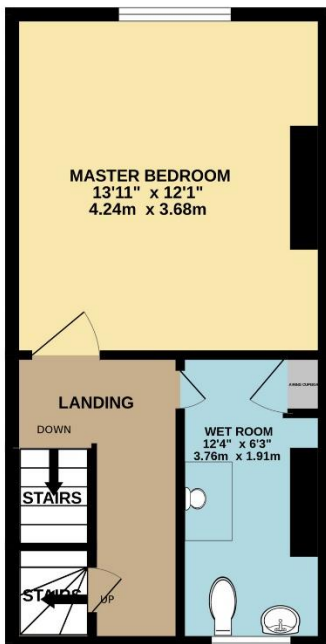 MASTER BEDROOM
13'11" x 12'1"
4.24m x 3.68m
LANDING
DOWN
WET ROOM
12'4" x 6'3"
3.76m x 1.91m
STAIRS
STAIRS
UP